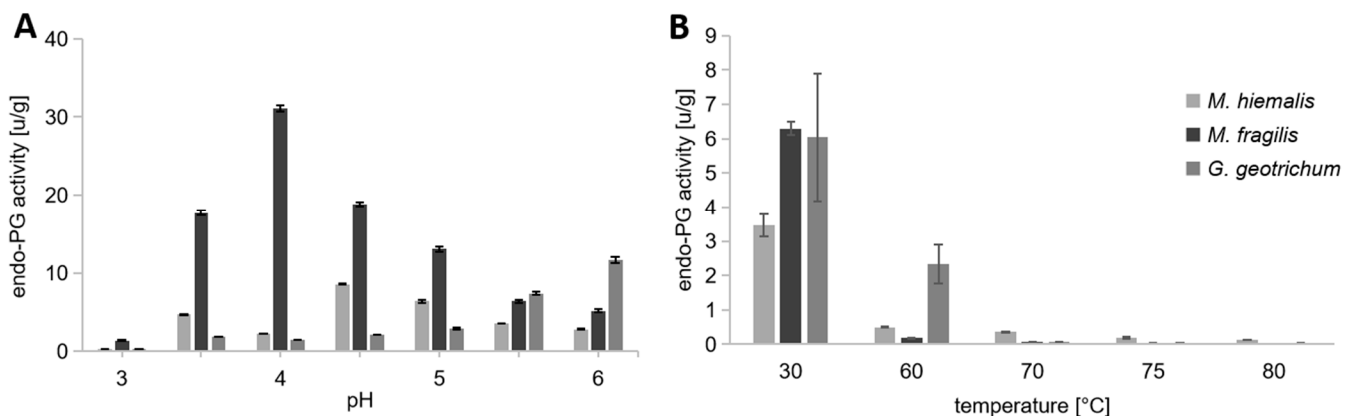 A
endo-PG activity [u/g]
40
30
20
10
0
3
4
5
6
pH
B
endo-PG activity [u/g]
9
8
7
6
5
4
3
2
1
0
30
60
70
75
80
temperature [°C]
M. hiemalis
M. fragilis
G. geotrichum